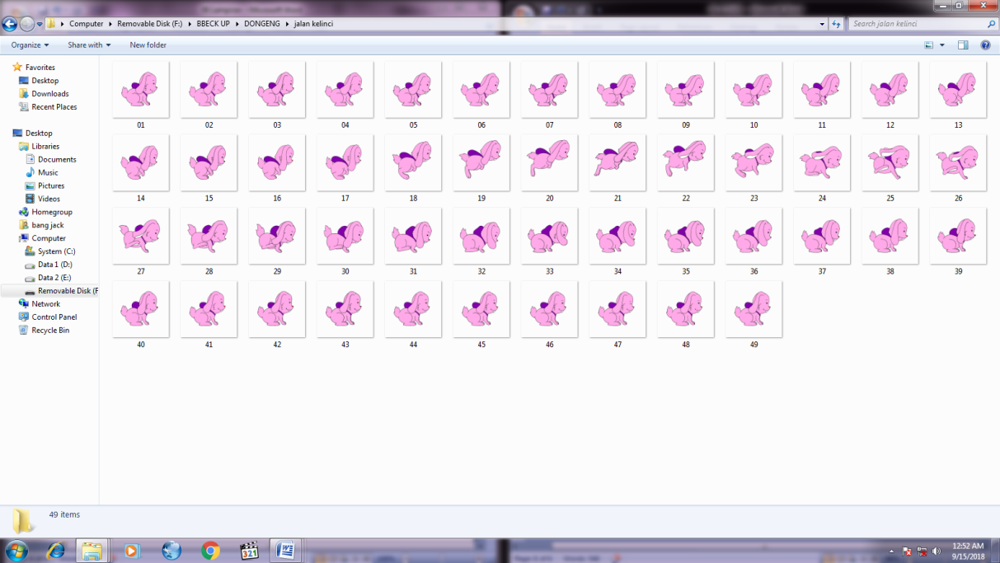 Computer Removable Disk (F:) BBECK UP DONGENG jalan kelinci
Search jalan kelinci
Organize Share with New folder
Favorites
Desktop
Downloads
Recent Places
Desktop
Libraries
Documents
Music
Pictures
Videos
Homegroup
bang jack
Computer
System (C:)
Data 1 (D:)
Data 2 (E:)
Removable Disk (F
Network
Control Panel
Recycle Bin
01 02 03 04 05 06 07 08 09 10 11 12 13
14 15 16 17 18 19 20 21 22 23 24 25 26
27 28 29 30 31 32 33 34 35 36 37 38 39
40 41 42 43 44 45 46 47 48 49
49 items
321
12:52 AM
9/15/2018